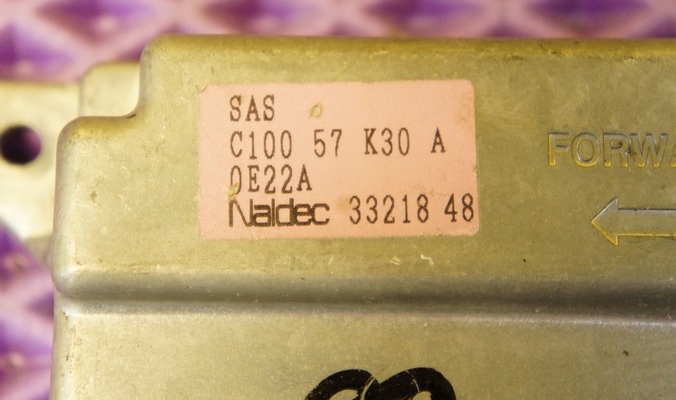 SAS
C100 57 K30 A
0E22A
Naldec 33218 48
FORWA